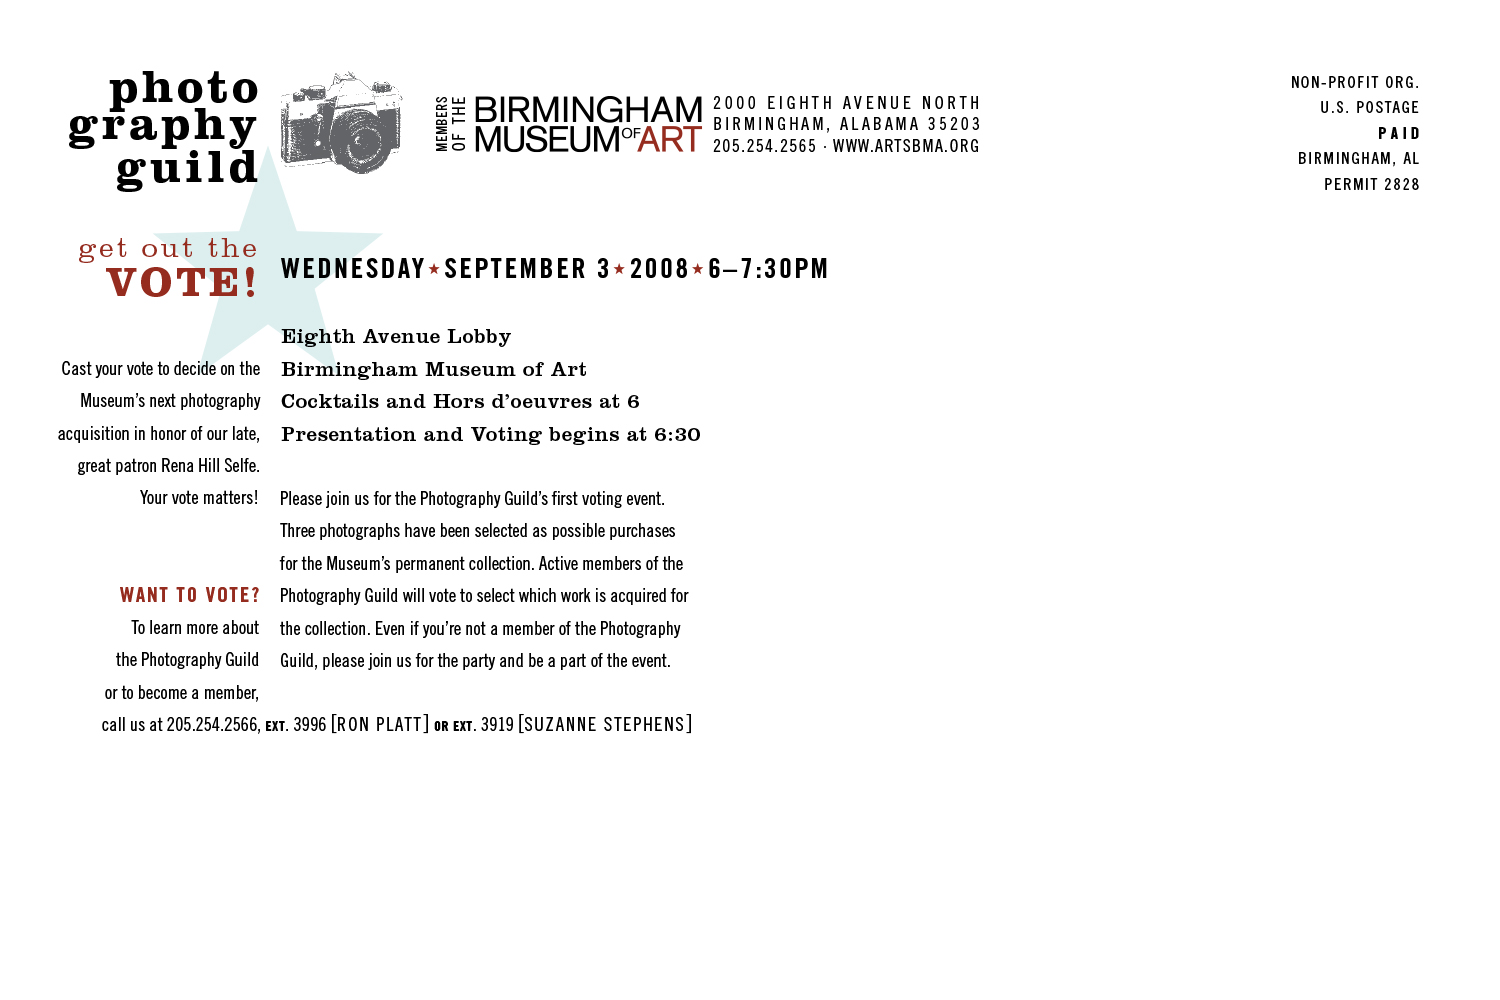 photo
graphy
guild
MEMBERS
OF THE
BIRMINGHAM
MUSEUM OF ART
2000 EIGHTH AVENUE NORTH
BIRMINGHAM, ALABAMA 35203
205.254.2565 · WWW.ARTSBMA.ORG
NON-PROFIT ORG.
U.S. POSTAGE
PAID
BIRMINGHAM, AL
PERMIT 2828
get out the
VOTE!
WEDNESDAY★SEPTEMBER 3★2008★6–7:30PM
Cast your vote to decide on the
Museum’s next photography
acquisition in honor of our late,
great patron Rena Hill Selfe.
Your vote matters!
Eighth Avenue Lobby
Birmingham Museum of Art
Cocktails and Hors d’oeuvres at 6
Presentation and Voting begins at 6:30
Please join us for the Photography Guild’s first voting event.
Three photographs have been selected as possible purchases
for the Museum’s permanent collection. Active members of the
Photography Guild will vote to select which work is acquired for
the collection. Even if you’re not a member of the Photography
Guild, please join us for the party and be a part of the event.
WANT TO VOTE?
To learn more about
the Photography Guild
or to become a member,
call us at 205.254.2566, EXT. 3996 [RON PLATT] OR EXT. 3919 [SUZANNE STEPHENS]